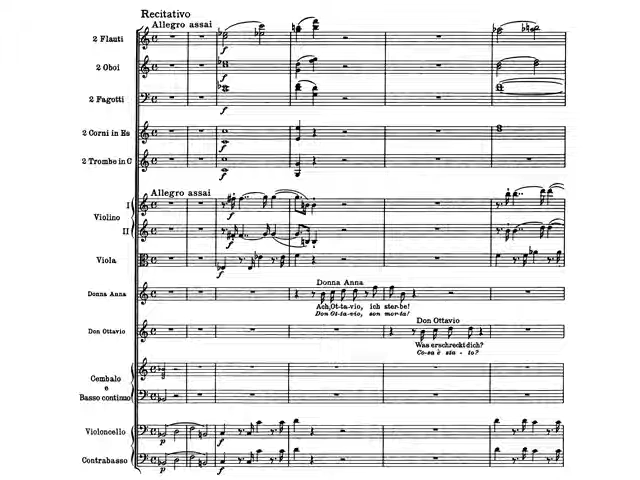 Recitativo
Allegro assai
2 Flauti
2 Oboi
2 Fagotti
2 Corni in Es
2 Trombe in C
Allegro assai
I
Violino
II
Viola
Donna Anna
Donna Anna
Ach, Ot-ta-vio, ich ster-be!
Don Ot-ta-vio, son mor-ta!
Don Ottavio
Don Ottavio
Was erschreckt dich?
Co-sa è sta - to?
Cembalo
e
Basso continuo
Violoncello
p f
Contrabasso
p f